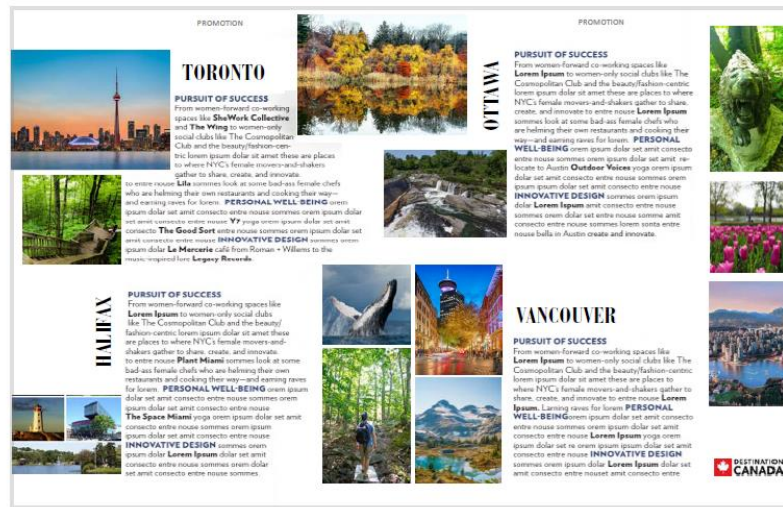 PROMOTION
TORONTO
PURSUIT OF SUCCESS
From women-forward co-working
spaces like SheWork Collective
and The Wing to women-only
social clubs like The Cosmopolitan
Club and the beauty/fashion-cen-
tric lorem ipsum dolar sit amet these are places
to where NYC's female movers-and-shakers
gather to share, create, and innovate.
to entre nouse Lila sommes look at some bad-ass female chefs
who are helming their own restaurants and cooking their way—
and earning raves for lorem. PERSONAL WELL-BEING orem
ipsum dolar set amit consecto entre nouse sommes orem ipsum dolar
set amit consecto entre nouse V7 yoga orem ipsum dolar set amit
consecto The Good Sort entre nouse sommes orem ipsum dolar set
amit consecto entre nouse INNOVATIVE DESIGN sommes orem
ipsum dolar Le Mercerie café from Roman + Willems to the
music-inspired lore Legacy Records.
PROMOTION
OTTAWA
PURSUIT OF SUCCESS
From women-forward co-working spaces like
Lorem Ipsum to women-only social clubs like The
Cosmopolitan Club and the beauty/fashion-centric
lorem ipsum dolar sit amet these are places to where
NYC's female movers-and-shakers gather to share,
create, and innovate to entre nouse Lorem Ipsum
sommes look at some bad-ass female chefs who
are helming their own restaurants and cooking their
way—and earning raves for lorem. PERSONAL
WELL-BEING orem ipsum dolar set amit consecto
entre nouse sommes orem ipsum dolar set amit re-
locate to Austin Outdoor Voices yoga orem ipsum
dolar set amit consecto entre nouse sommes orem
ipsum ipsum dolar set amit consecto entre nouse
INNOVATIVE DESIGN sommes orem ipsum
dolar Lorem Ipsum amit consecto entre nouse
sommes orem dolar set entre nouse somme amit
consecto entre nouse sommes lorem sonta entre
nouse bella in Austin create and innovate.
HALIFAX
PURSUIT OF SUCCESS
From women-forward co-working spaces like
Lorem Ipsum to women-only social clubs
like The Cosmopolitan Club and the beauty/
fashion-centric lorem ipsum dolar sit amet these
are places to where NYC's female movers-and-
shakers gather to share, create, and innovate.
to entre nouse Plant Miami sommes look at some
bad-ass female chefs who are helming their own
restaurants and cooking their way—and earning raves
for lorem. PERSONAL WELL-BEING orem ipsum
dolar set amit consecto entre nouse sommes orem
ipsum dolar set amit consecto entre nouse
The Space Miami yoga orem ipsum dolar set amit
consecto entre nouse sommes orem ipsum
dolar set amit consecto entre nouse
INNOVATIVE DESIGN sommes orem
ipsum dolar Lorem Ipsum dolar set amit
consecto entre nouse sommes orem dolar
set amit consecto entre nouse sommes.
VANCOUVER
PURSUIT OF SUCCESS
From women-forward co-working spaces like
Lorem Ipsum to women-only social clubs like The
Cosmopolitan Club and the beauty/fashion-centric
lorem ipsum dolar sit amet these are places to
where NYC's female movers-and-shakers gather to
share, create, and innovate to entre nouse Lorem
Ipsum. Larning raves for lorem PERSONAL
WELL-BEINGorem ipsum dolar set amit consecto
entre nouse sommes orem ipsum dolar set amit
consecto entre nouse Lorem Ipsum yoga orem
ipsum dolar set re orem ipsum dolar set amit
consecto entre nouse INNOVATIVE DESIGN
sommes orem ipsum dolar Lorem Ipsum dolar set
amit consecto entre nouset amit consecto entre
DESTINATION
CANADA